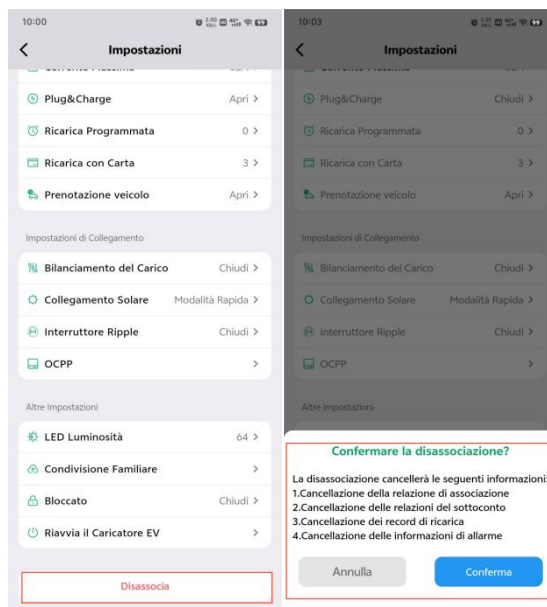 10:00
Impostazioni
Plug&Charge Apri >
Ricarica Programmata 0 >
Ricarica con Carta 3 >
Prenotazione veicolo Apri >
Impostazioni di Collegamento
Bilanciamento del Carico Chiudi >
Collegamento Solare Modalità Rapida >
Interruttore Ripple Chiudi >
OCPP >
Altre Impostazioni
LED Luminosità 64 >
Condivisione Familiare >
Bloccato Chiudi >
Riavvia il Caricatore EV >
Disassocia
10:03
Impostazioni
Plug&Charge Chiudi >
Ricarica Programmata 0 >
Ricarica con Carta 3 >
Prenotazione veicolo Apri >
Impostazioni di Collegamento
Bilanciamento del Carico Chiudi >
Collegamento Solare Modalità Rapida >
Interruttore Ripple Chiudi >
OCPP >
Altre Impostazioni
Confermare la disassociazione?
La disassociazione cancellerà le seguenti informazioni:
1.Cancellazione della relazione di associazione
2.Cancellazione delle relazioni del sottoconto
3.Cancellazione dei record di ricarica
4.Cancellazione delle informazioni di allarme
Annulla Conferma